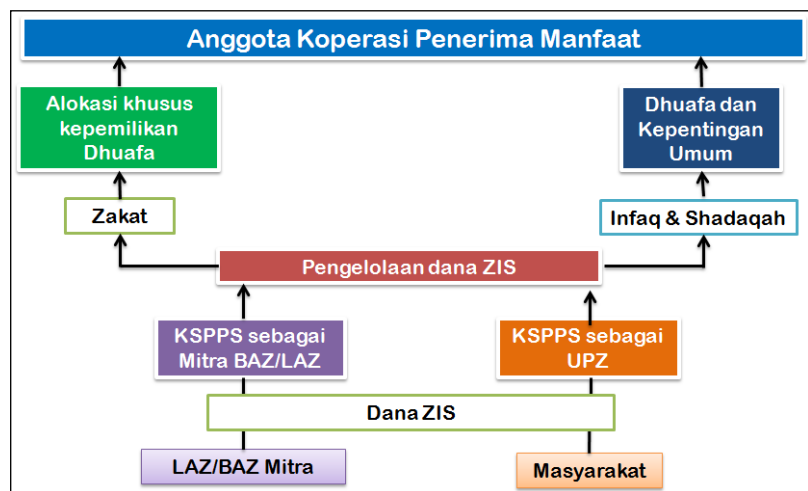 Anggota Koperasi Penerima Manfaat
Alokasi khusus
kepemilikan
Dhuafa
Dhuafa dan
Kepentingan
Umum
Zakat
Infaq & Shadaqah
Pengelolaan dana ZIS
KSPPS sebagai
Mitra BAZ/LAZ
KSPPS sebagai
UPZ
Dana ZIS
LAZ/BAZ Mitra
Masyarakat